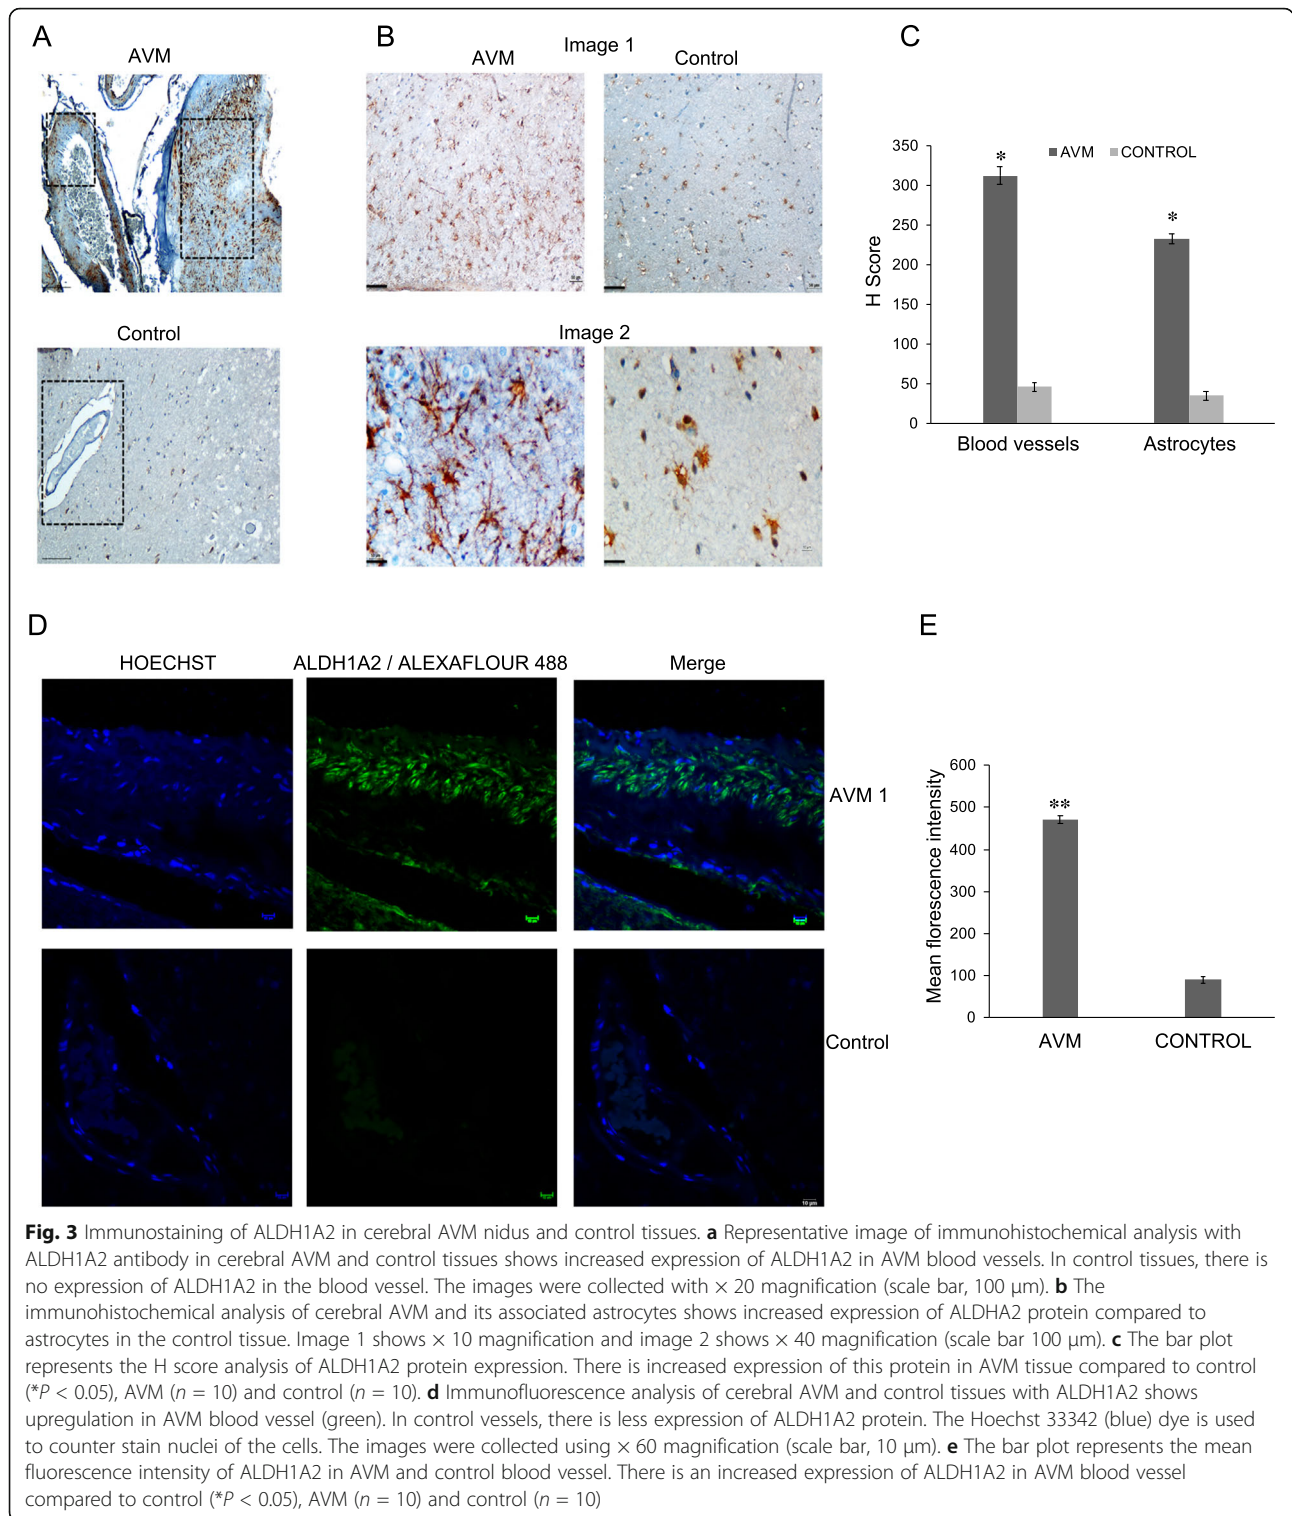 A
AVM
Control
B
Image 1
AVM
Control
Image 2
C
AVM CONTROL
350
300
250
200
150
100
50
0
H Score
*
*
Blood vessels
Astrocytes
D
HOECHST
ALDH1A2 / ALEXAFLOUR 488
Merge
AVM 1
Control
10 µm
E
600
500
400
300
200
100
0
Mean florescence intensity
**
AVM
CONTROL
Fig. 3 Immunostaining of ALDH1A2 in cerebral AVM nidus and control tissues. a Representative image of immunohistochemical analysis with
ALDH1A2 antibody in cerebral AVM and control tissues shows increased expression of ALDH1A2 in AVM blood vessels. In control tissues, there is
no expression of ALDH1A2 in the blood vessel. The images were collected with × 20 magnification (scale bar, 100 µm). b The
immunohistochemical analysis of cerebral AVM and its associated astrocytes shows increased expression of ALDHA2 protein compared to
astrocytes in the control tissue. Image 1 shows × 10 magnification and image 2 shows × 40 magnification (scale bar 100 µm). c The bar plot
represents the H score analysis of ALDH1A2 protein expression. There is increased expression of this protein in AVM tissue compared to control
(*P < 0.05), AVM (n = 10) and control (n = 10). d Immunofluorescence analysis of cerebral AVM and control tissues with ALDH1A2 shows
upregulation in AVM blood vessel (green). In control vessels, there is less expression of ALDH1A2 protein. The Hoechst 33342 (blue) dye is used
to counter stain nuclei of the cells. The images were collected using × 60 magnification (scale bar, 10 µm). e The bar plot represents the mean
fluorescence intensity of ALDH1A2 in AVM and control blood vessel. There is an increased expression of ALDH1A2 in AVM blood vessel
compared to control (*P < 0.05), AVM (n = 10) and control (n = 10)